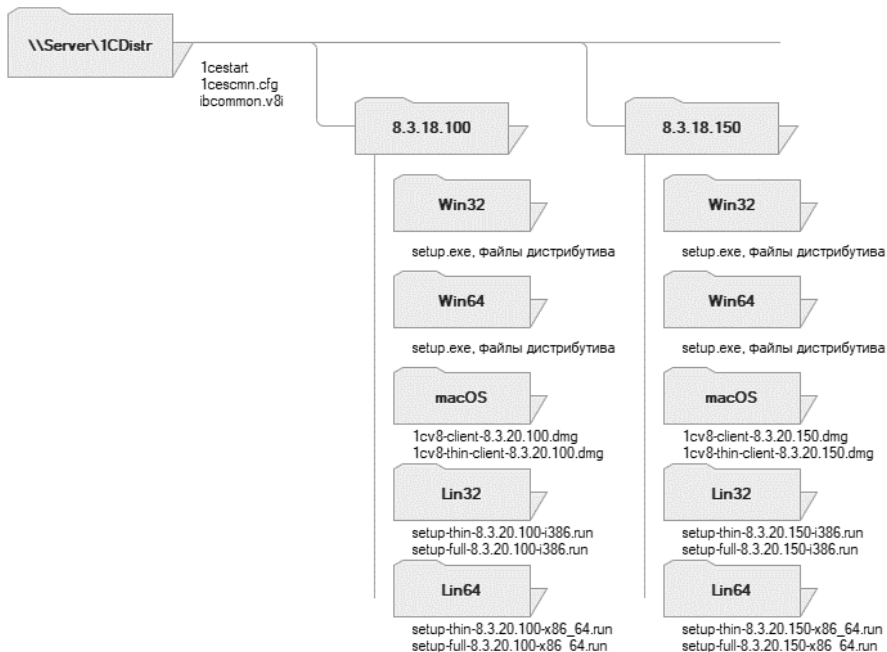 \\Server\1CDistr
1cestart
1cescmn.cfg
ibcommon.v8i
8.3.18.100
Win32
setup.exe, файлы дистрибутива
Win64
setup.exe, файлы дистрибутива
macOS
1cv8-client-8.3.20.100.dmg
1cv8-thin-client-8.3.20.100.dmg
Lin32
setup-thin-8.3.20.100-i386.run
setup-full-8.3.20.100-i386.run
Lin64
setup-thin-8.3.20.100-x86_64.run
setup-full-8.3.20.100-x86_64.run
8.3.18.150
Win32
setup.exe, файлы дистрибутива
Win64
setup.exe, файлы дистрибутива
macOS
1cv8-client-8.3.20.150.dmg
1cv8-thin-client-8.3.20.150.dmg
Lin32
setup-thin-8.3.20.150-i386.run
setup-full-8.3.20.150-i386.run
Lin64
setup-thin-8.3.20.150-x86_64.run
setup-full-8.3.20.150-x86_64.run